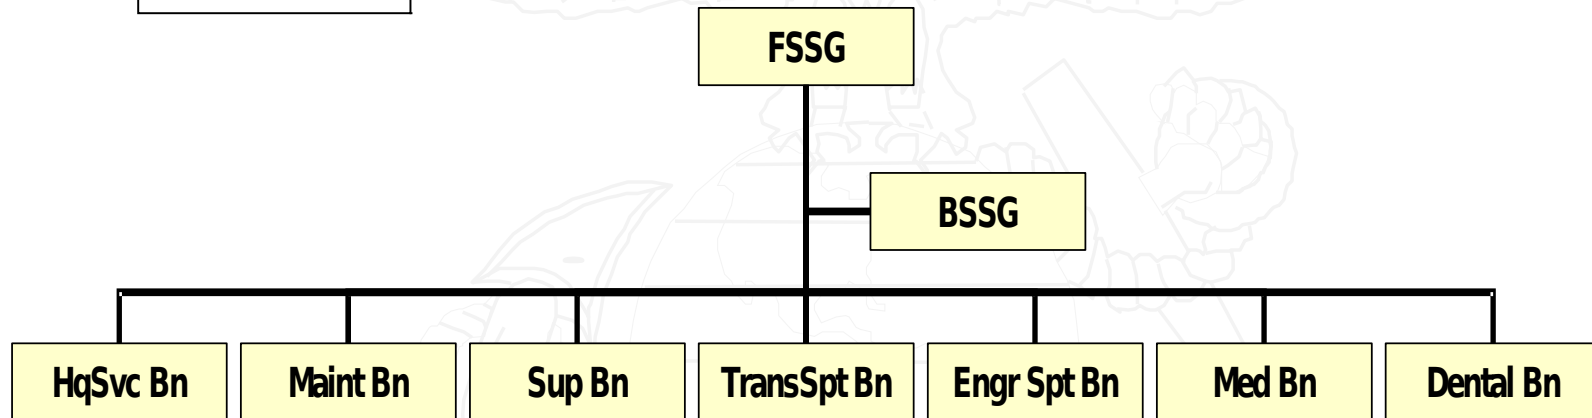 FSSG
BSSG
HqSvc Bn
Maint Bn
Sup Bn
TransSpt Bn
Engr Spt Bn
Med Bn
Dental Bn